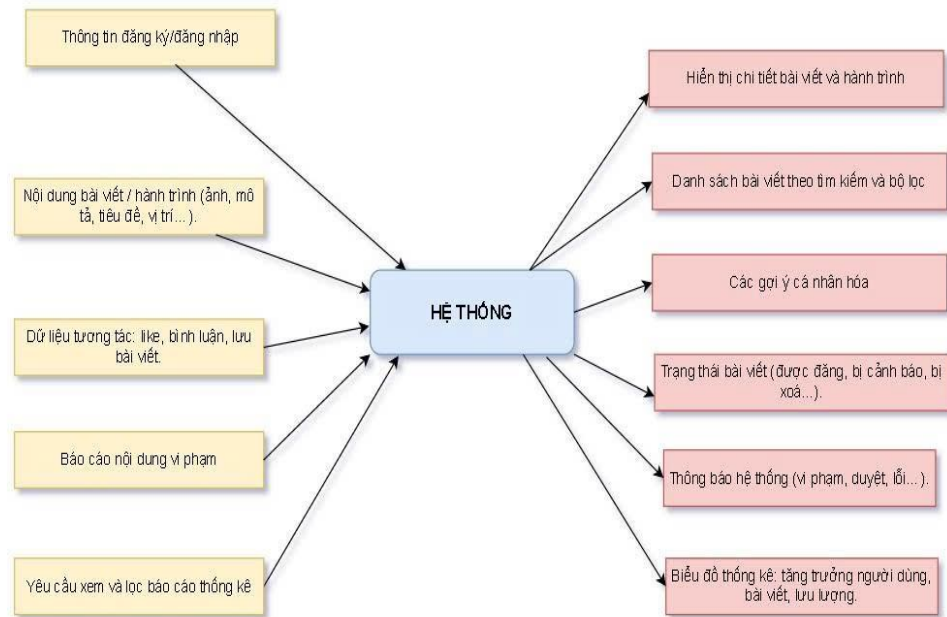 Thông tin đăng ký/đăng nhập
Nội dung bài viết / hành trình (ảnh, mô
tả, tiêu đề, vị trí...).
Dữ liệu tương tác: like, bình luận, lưu
bài viết.
Báo cáo nội dung vi phạm
Yêu cầu xem và lọc báo cáo thống kê
HỆ THỐNG
Hiển thị chi tiết bài viết và hành trình
Danh sách bài viết theo tìm kiếm và bộ lọc
Các gợi ý cá nhân hóa
Trạng thái bài viết (được đăng, bị cảnh báo, bị
xoá...).
Thông báo hệ thống (vi phạm, duyệt, lỗi...).
Biểu đồ thống kê: tăng trưởng người dùng,
bài viết, lưu lượng.